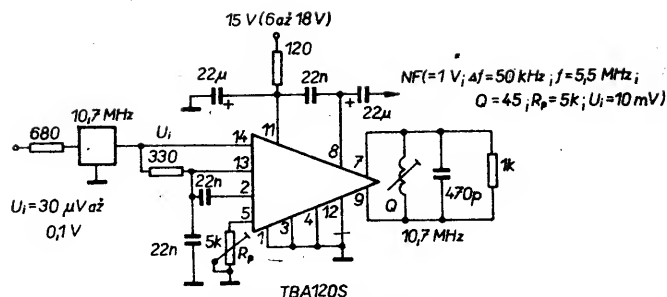 15 V (6 až 18 V)
120
22μ
+
22n
+
22μ
NF (= 1 V; Δf = 50 kHz; f = 5,5 MHz;
Q = 45; Rp = 5k; Ui = 10 mV)
10,7 MHz
680
Ui
14
11
8
7
330
13
22n
2
12
9
5
1
3
4
Ui = 30 μV až
0,1 V
22n
5k
Rp
Q
470p
1k
10,7 MHz
TBA120S